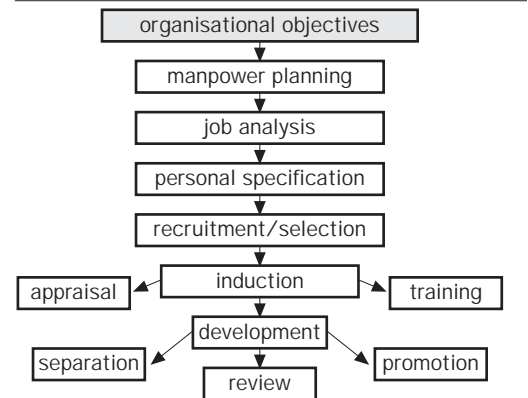 organisational objectives
manpower planning
job analysis
personal specification
recruitment/selection
appraisal
induction
training
development
separation
promotion
review